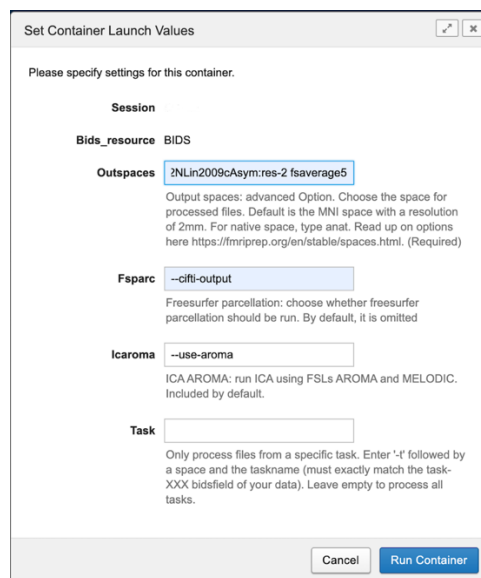 Set Container Launch Values
Please specify settings for this container.
Session
Bids_resource BIDS
Outspaces 2NLin2009cAsym:res-2 fsaverage5
Output spaces: advanced Option. Choose the space for
processed files. Default is the MNI space with a resolution
of 2mm. For native space, type anat. Read up on options
here https://fmriprep.org/en/stable/spaces.html. (Required)
Fsparc --cifti-output
Freesurfer parcellation: choose whether freesurfer
parcellation should be run. By default, it is omitted
Icaroma --use-aroma
ICA AROMA: run ICA using FSLs AROMA and MELODIC.
Included by default.
Task
Only process files from a specific task. Enter '-t' followed by
a space and the taskname (must exactly match the task-
XXX bidsfield of your data). Leave empty to process all
tasks.
Cancel Run Container